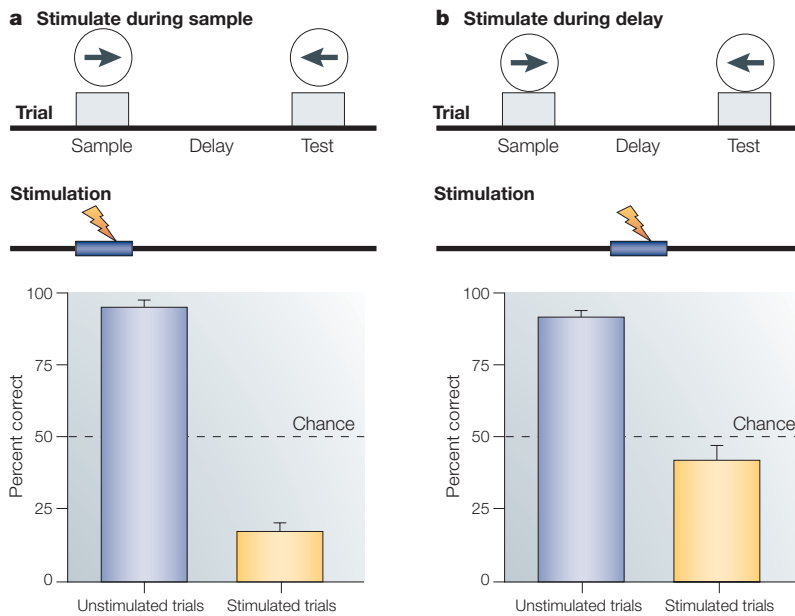 a Stimulate during sample
Trial
Sample Delay Test
Stimulation
100
75
50
25
0
Percent correct
Chance
Unstimulated trials Stimulated trials
b Stimulate during delay
Trial
Sample Delay Test
Stimulation
100
75
50
25
0
Percent correct
Chance
Unstimulated trials Stimulated trials